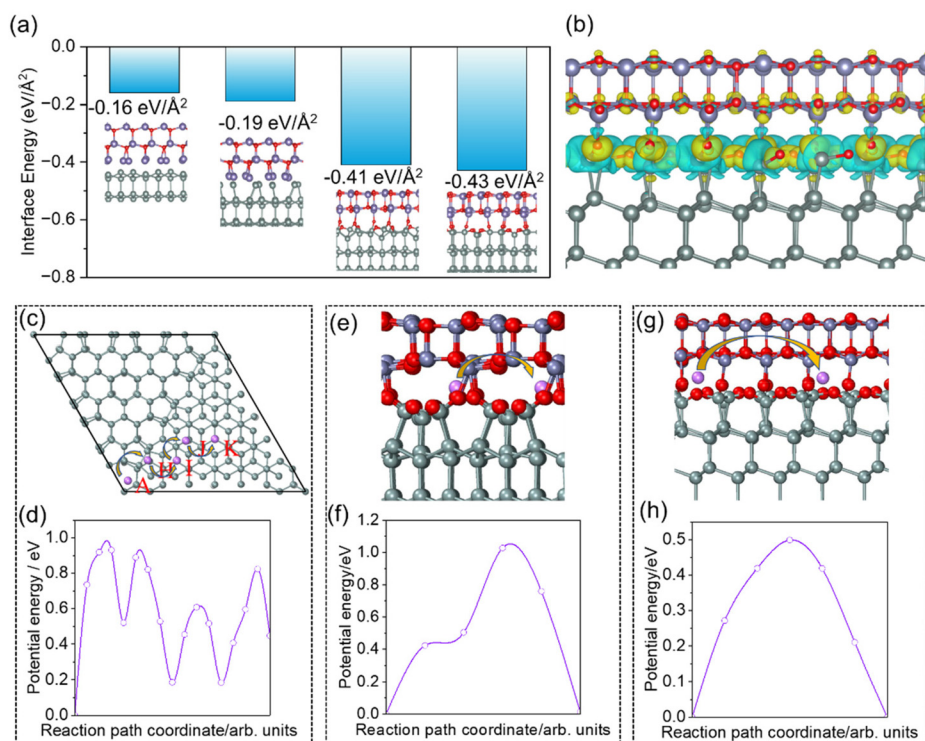 (a)
0.0
−0.2
−0.4
−0.6
−0.8
Interface Energy (eV/Å²)
-0.16 eV/Å²
-0.19 eV/Å²
-0.41 eV/Å²
-0.43 eV/Å²
(b)
(c)
A H I J K
(d)
1.0
0.8
0.6
0.4
0.2
0.0
Potential energy / eV
Reaction path coordinate/arb. units
(e)
(f)
1.2
1.0
0.8
0.6
0.4
0.2
0.0
Potential energy/eV
Reaction path coordinate/arb. units
(g)
(h)
0.5
0.4
0.3
0.2
0.1
0.0
Potential energy/eV
Reaction path coordinate/arb. units